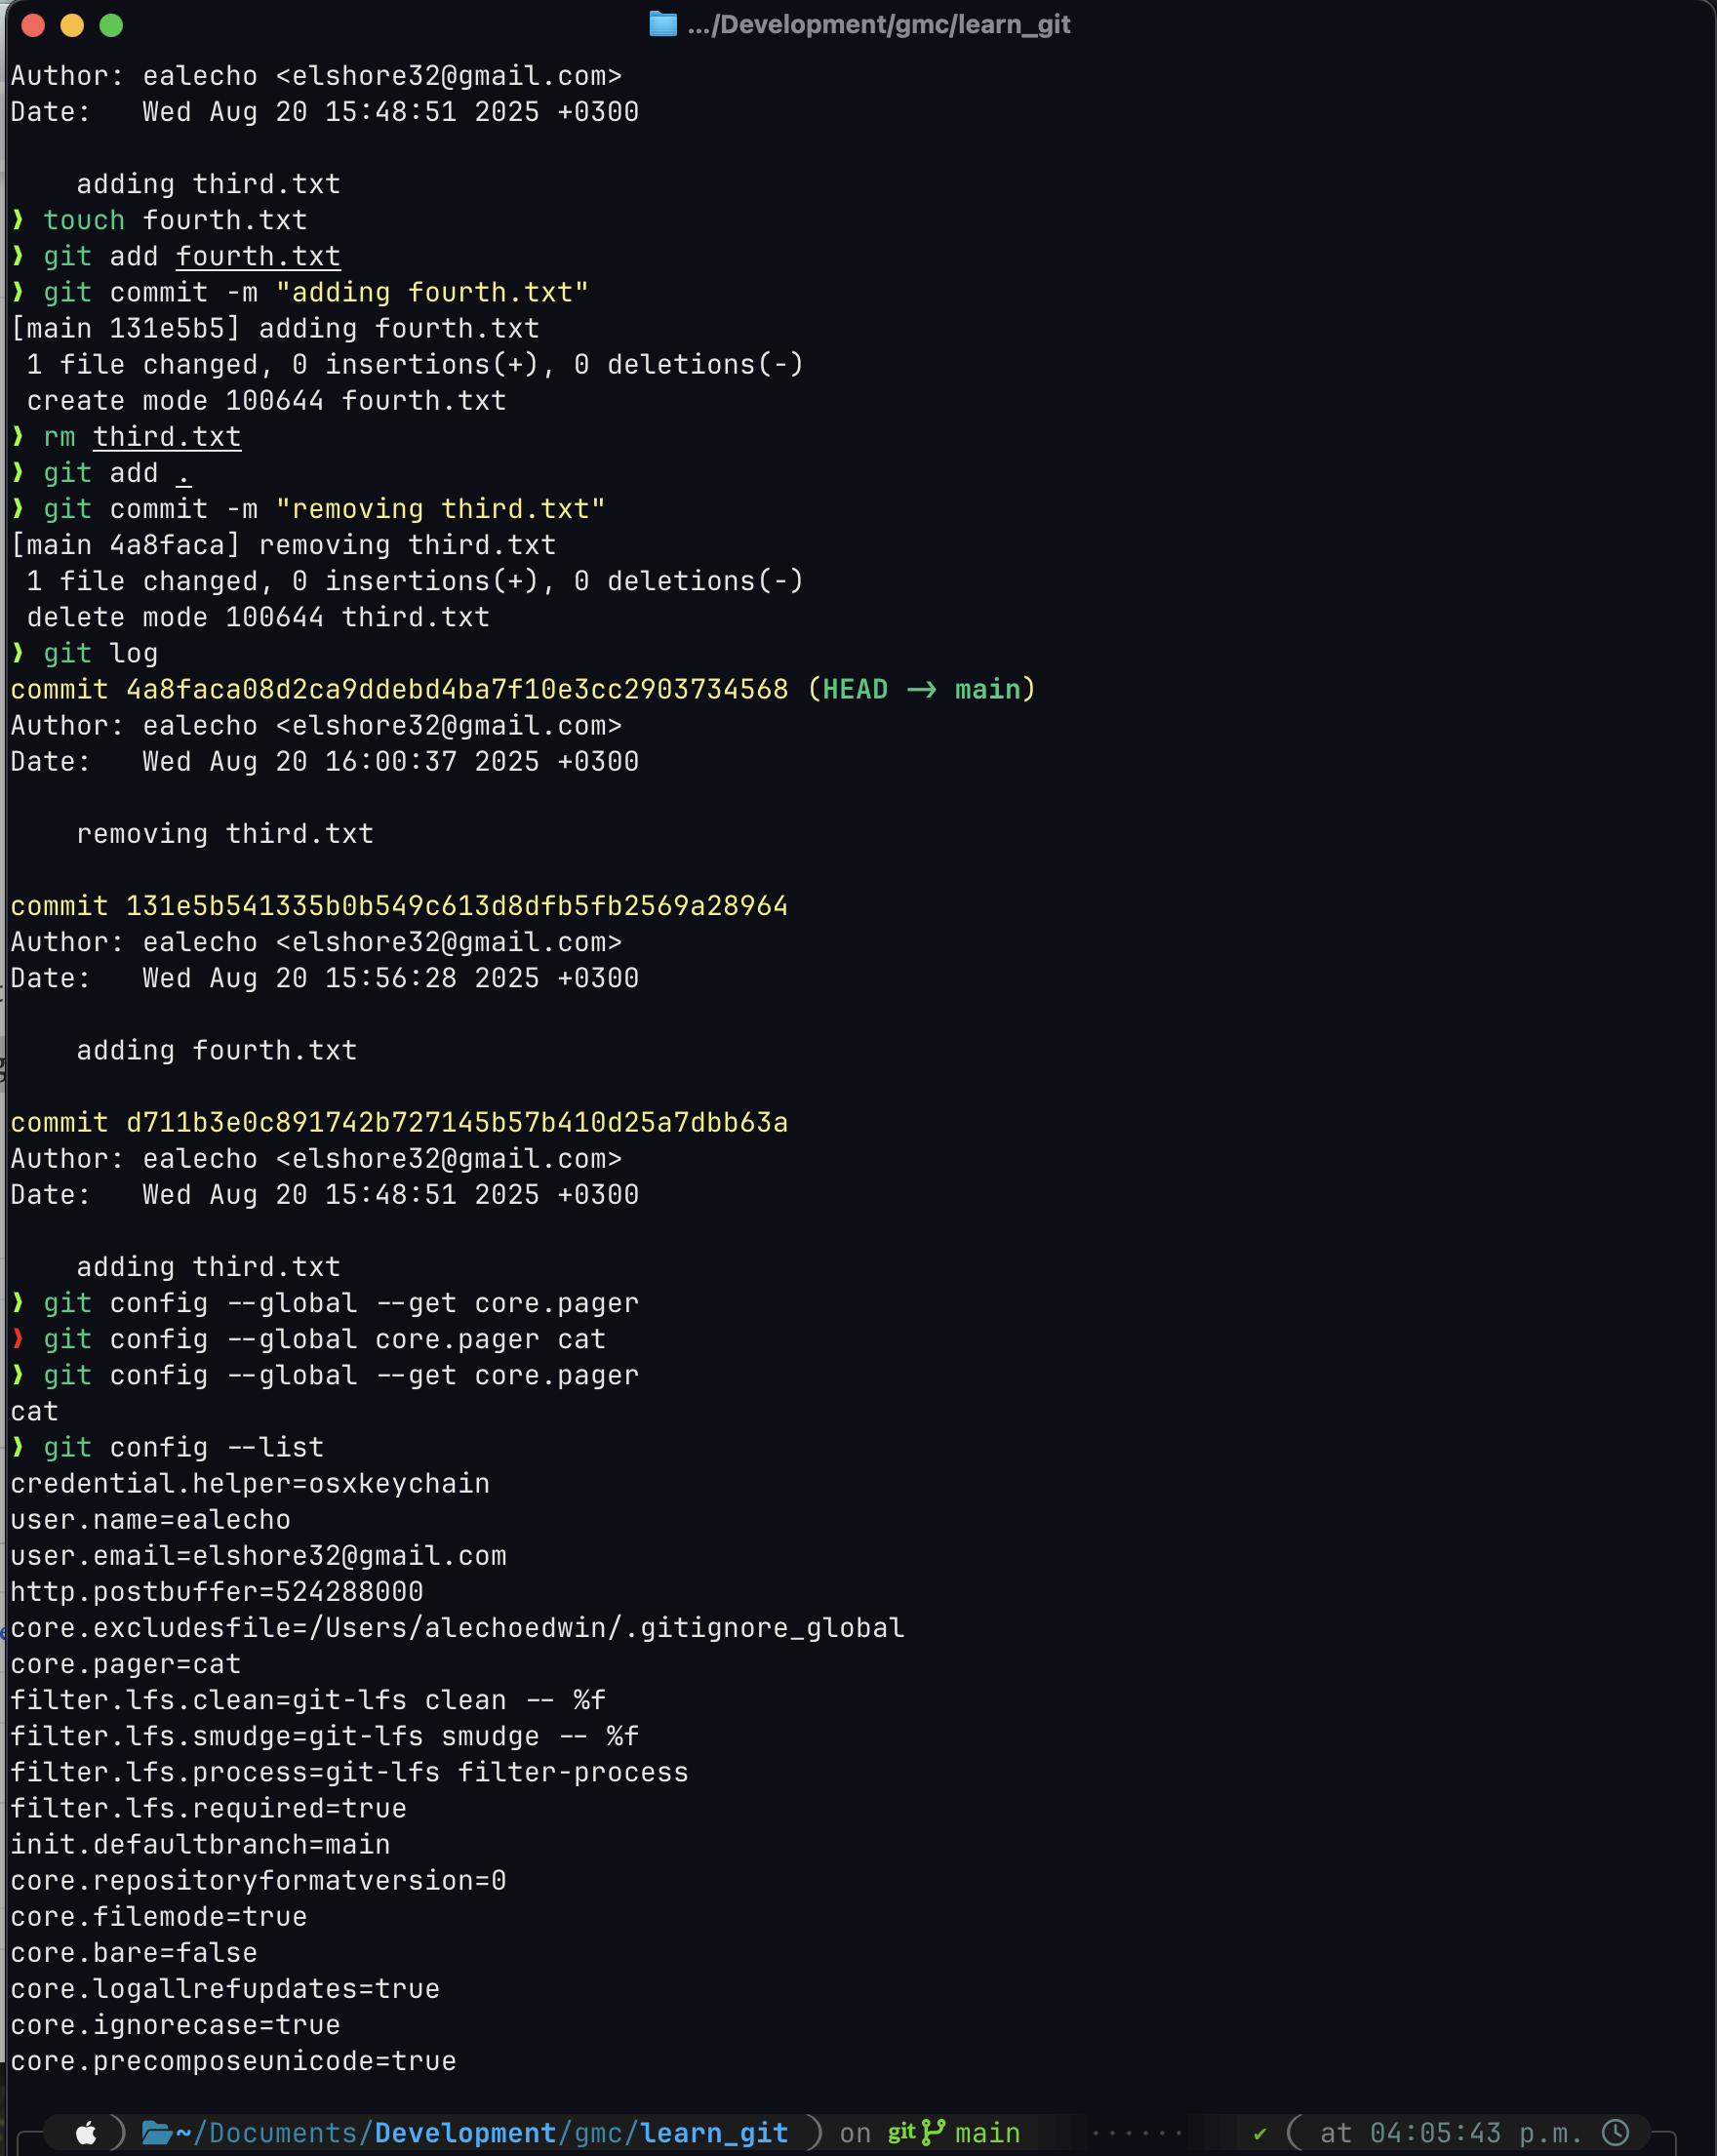 .../Development/gmc/learn_git
Author: ealecho <elshore32@gmail.com>
Date:   Wed Aug 20 15:48:51 2025 +0300
    adding third.txt
❱ touch fourth.txt
❱ git add fourth.txt
❱ git commit -m "adding fourth.txt"
[main 131e5b5] adding fourth.txt
 1 file changed, 0 insertions(+), 0 deletions(-)
 create mode 100644 fourth.txt
❱ rm third.txt
❱ git add .
❱ git commit -m "removing third.txt"
[main 4a8faca] removing third.txt
 1 file changed, 0 insertions(+), 0 deletions(-)
 delete mode 100644 third.txt
❱ git log
commit 4a8faca08d2ca9ddebd4ba7f10e3cc2903734568 (HEAD -> main)
Author: ealecho <elshore32@gmail.com>
Date:   Wed Aug 20 16:00:37 2025 +0300
    removing third.txt
commit 131e5b541335b0b549c613d8dfb5fb2569a28964
Author: ealecho <elshore32@gmail.com>
Date:   Wed Aug 20 15:56:28 2025 +0300
    adding fourth.txt
commit d711b3e0c891742b727145b57b410d25a7dbb63a
Author: ealecho <elshore32@gmail.com>
Date:   Wed Aug 20 15:48:51 2025 +0300
    adding third.txt
❱ git config --global --get core.pager
❱ git config --global core.pager cat
❱ git config --global --get core.pager
cat
❱ git config --list
credential.helper=osxkeychain
user.name=ealecho
user.email=elshore32@gmail.com
http.postbuffer=524288000
core.excludesfile=/Users/alechoedwin/.gitignore_global
core.pager=cat
filter.lfs.clean=git-lfs clean -- %f
filter.lfs.smudge=git-lfs smudge -- %f
filter.lfs.process=git-lfs filter-process
filter.lfs.required=true
init.defaultbranch=main
core.repositoryformatversion=0
core.filemode=true
core.bare=false
core.logallrefupdates=true
core.ignorecase=true
core.precomposeunicode=true
~/Documents/Development/gmc/learn_git ) on git main ······ ✔ ( at 04:05:43 p.m.